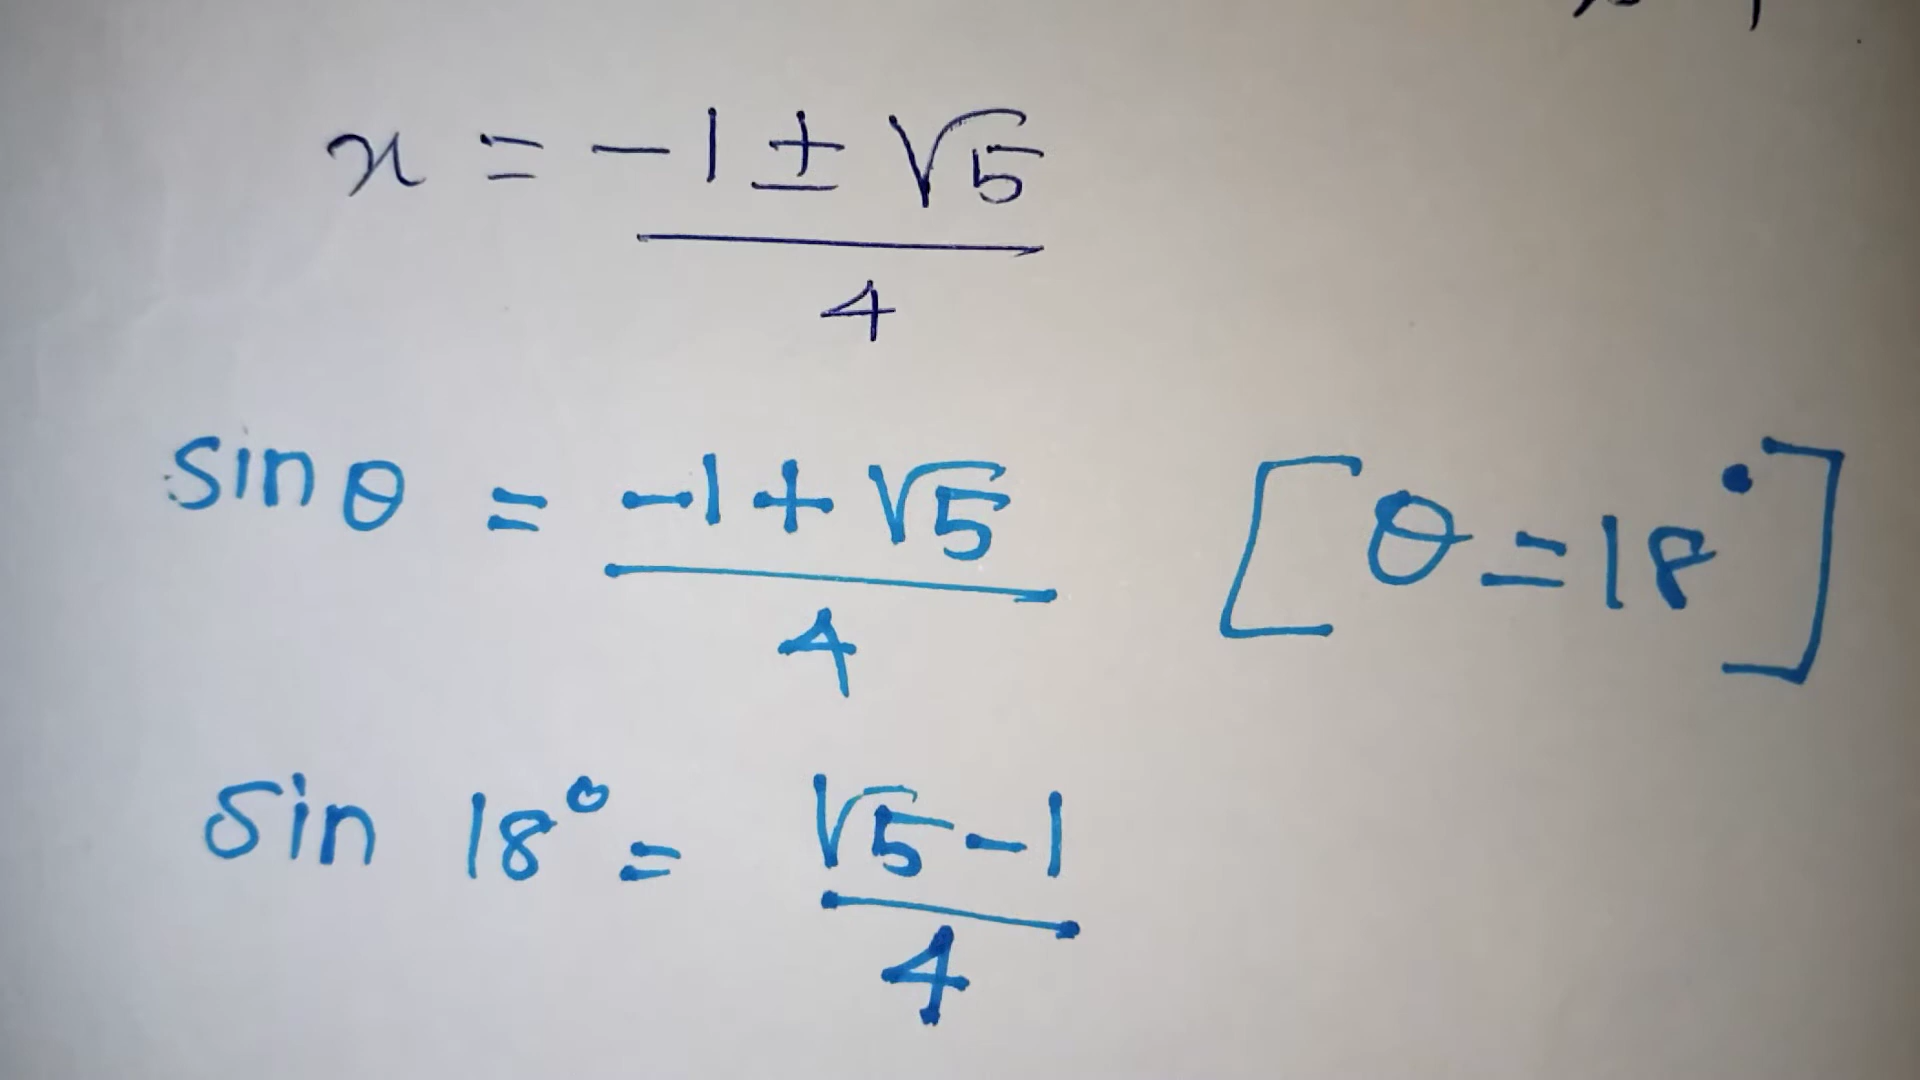 x = -1 ± √5 / 4
sin θ = -1 + √5 / 4 [θ = 18°]
sin 18° = √5 - 1 / 4